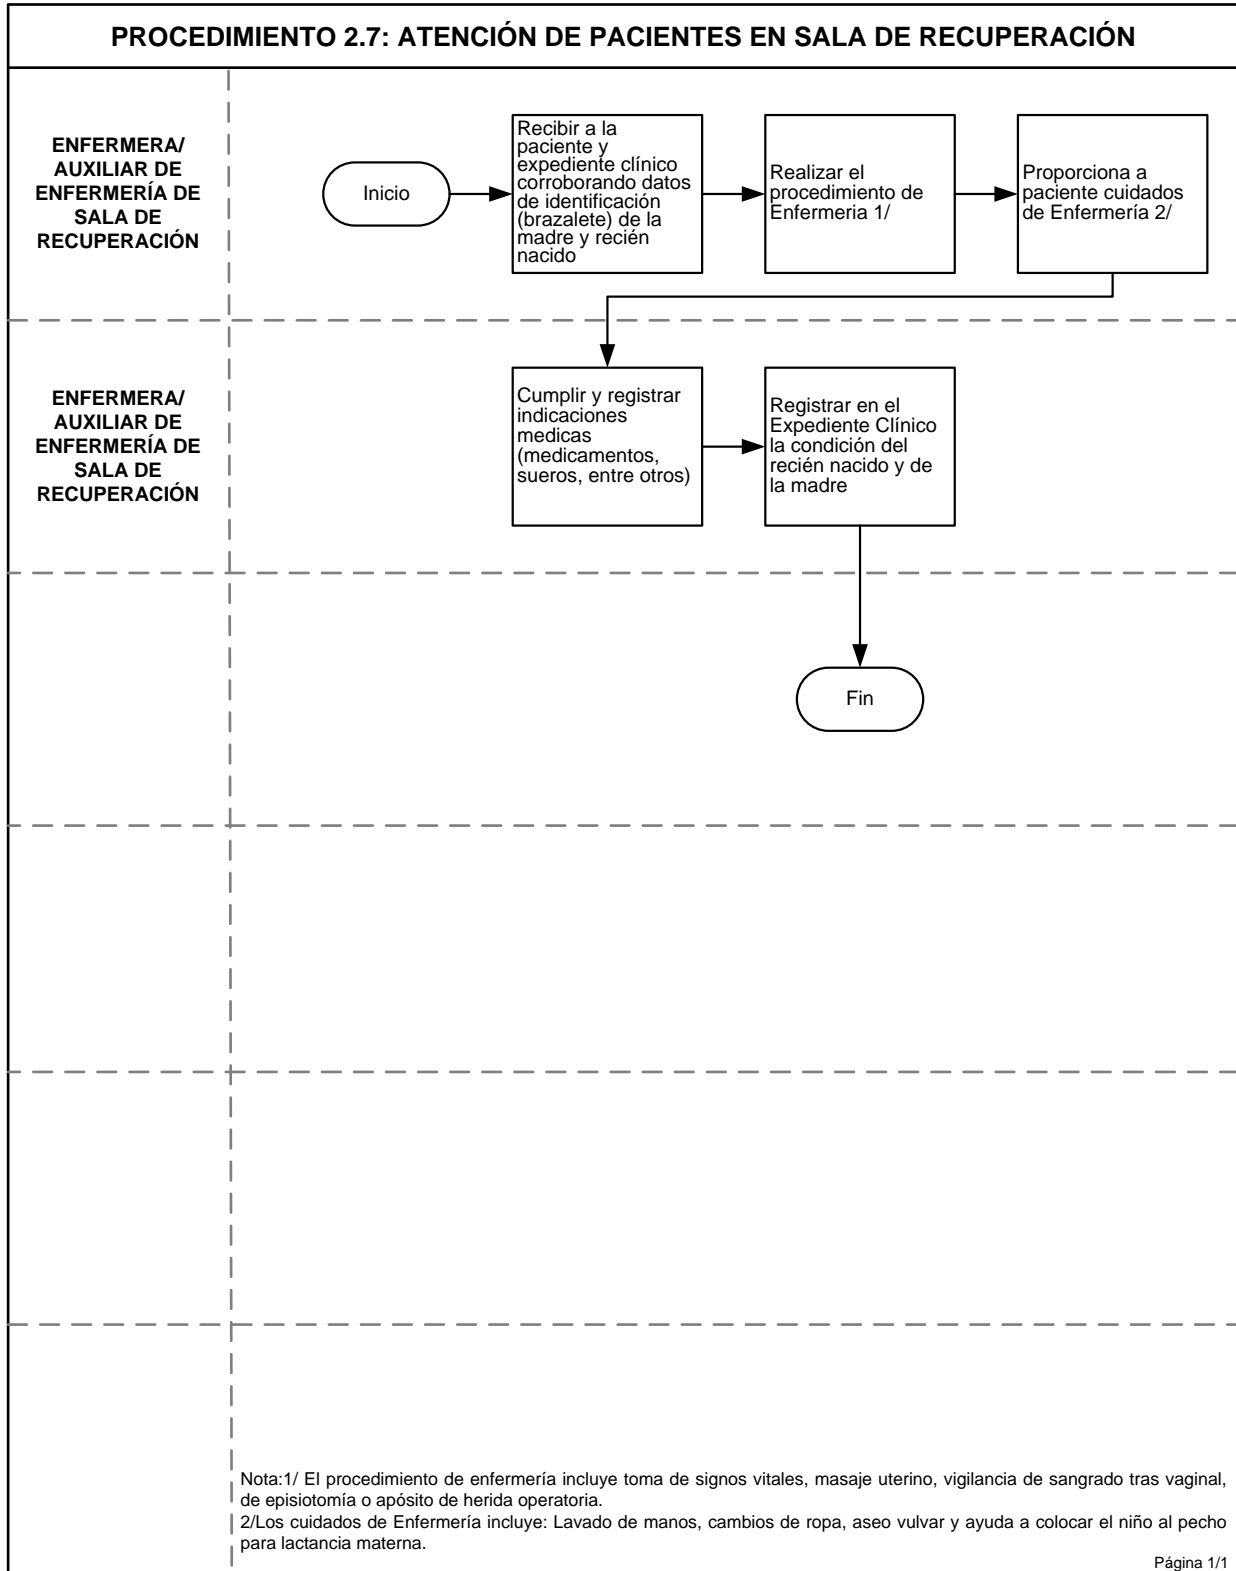 PROCEDIMIENTO 2.7: ATENCIÓN DE PACIENTES EN SALA DE RECUPERACIÓN
ENFERMERA/
AUXILIAR DE
ENFERMERÍA DE
SALA DE
RECUPERACIÓN
Inicio
Recibir a la
paciente y
expediente clínico
corroborando datos
de identificación
(brazalete) de la
madre y recién
nacido
Realizar el
procedimiento de
Enfermeria 1/
Proporciona a
paciente cuidados
de Enfermería 2/
ENFERMERA/
AUXILIAR DE
ENFERMERÍA DE
SALA DE
RECUPERACIÓN
Cumplir y registrar
indicaciones
medicas
(medicamentos,
sueros, entre otros)
Registrar en el
Expediente Clínico
la condición del
recién nacido y de
la madre
Fin
Nota:1/ El procedimiento de enfermería incluye toma de signos vitales, masaje uterino, vigilancia de sangrado tras vaginal,
de episiotomía o apósito de herida operatoria.
2/Los cuidados de Enfermería incluye: Lavado de manos, cambios de ropa, aseo vulvar y ayuda a colocar el niño al pecho
para lactancia materna.
Página 1/1